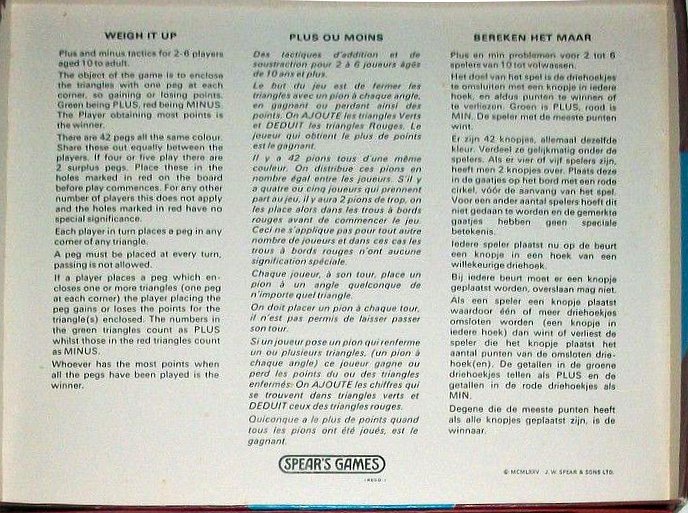 WEIGH IT UP
Plus and minus tactics for 2-6 players
aged 10 to adult.
The object of the game is to enclose
the triangles with one peg at each
corner, so gaining or losing points.
Green being PLUS, red being MINUS.
The Player obtaining most points is
the winner.
There are 42 pegs all the same colour.
Share these out equally between the
players. If four or five play there are
2 surplus pegs. Place these in the
holes marked in red on the board
before play commences. For any other
number of players this does not apply
and the holes marked in red have no
special significance.
Each player in turn places a peg in any
corner of any triangle.
A peg must be placed at every turn,
passing is not allowed.
If a player places a peg which en-
closes one or more triangles (one peg
at each corner) the player placing the
peg gains or loses the points for the
triangle(s) enclosed. The numbers in
the green triangles count as PLUS
whilst those in the red triangles count
as MINUS.
Whoever has the most points when
all the pegs have been played is the
winner.
PLUS OU MOINS
Des tactiques d'addition et de
soustraction pour 2 à 6 joueurs âgés
de 10 ans et plus.
Le but du jeu est de fermer les
triangles avec un pion à chaque angle,
en gagnant ou perdant ainsi des
points. On AJOUTE les triangles Verts
et DEDUIT les triangles Rouges. Le
joueur qui obtient le plus de points
est le gagnant.
Il y a 42 pions tous d'une même
couleur. On distribue ces pions en
nombre égal entre les joueurs. S'il y
a quatre ou cinq joueurs qui prennent
part au jeu, il y aura 2 pions de trop, on
les place alors dans les trous à bords
rouges avant de commencer le jeu.
Ceci ne s'applique pas pour tout autre
nombre de joueurs et dans ces cas les
trous à bords rouges n'ont aucune
signification spéciale.
Chaque joueur, à son tour, place un
pion à un angle quelconque de
n'importe quel triangle.
On doit placer un pion à chaque tour,
il n'est pas permis de laisser passer
son tour.
Si un joueur pose un pion qui renferme
un ou plusieurs triangles, (un pion à
chaque angle) ce joueur gagne ou
perd les points du ou des triangles
enfermés: On AJOUTE les chiffres qui
se trouvent dans triangles verts et
DEDUIT ceux des triangles rouges.
Quiconque a le plus de points quand
tous les pions ont été joués, est le
gagnant.
BEREKEN HET MAAR
Plus en min problemen voor 2 tot 6
spelers van 10 tot volwassen.
Het doel van het spel is de driehoekjes
te omsluiten met een knopje in iedere
hoek, en aldus punten te winnen of
te verliezen. Groen is PLUS, rood is
MIN. De speler met de meeste punten
wint.
Er zijn 42 knopjes, allemaal dezelfde
kleur. Verdeel ze gelijkmatig onder de
spelers. Als er vier of vijf spelers zijn,
heeft men 2 knopjes over. Plaats deze
in de gaatjes op het bord met een rode
cirkel, vóór de aanvang van het spel.
Voor een ander aantal spelers hoeft dit
niet gedaan te worden en de gemerkte
gaatjes hebben geen speciale
betekenis.
Iedere speler plaatst nu op de beurt
een knopje in een hoek van een
willekeurige driehoek.
Bij iedere beurt moet er een knopje
geplaatst worden, overslaan mag niet.
Als een speler een knopje plaatst
waardoor één of meer driehoekjes
omsloten worden (een knopje in
iedere hoek) dan wint of verliest de
speler die het knopje plaatst het
aantal punten van de omsloten drie-
hoek(en). De getallen in de groene
driehoekjes tellen als PLUS en de
getallen in de rode driehoekjes als
MIN.
Degene die de meeste punten heeft
als alle knopjes geplaatst zijn, is de
winnaar.
SPEAR'S GAMES
© MCMLXXV J. W. SPEAR & SONS LTD.